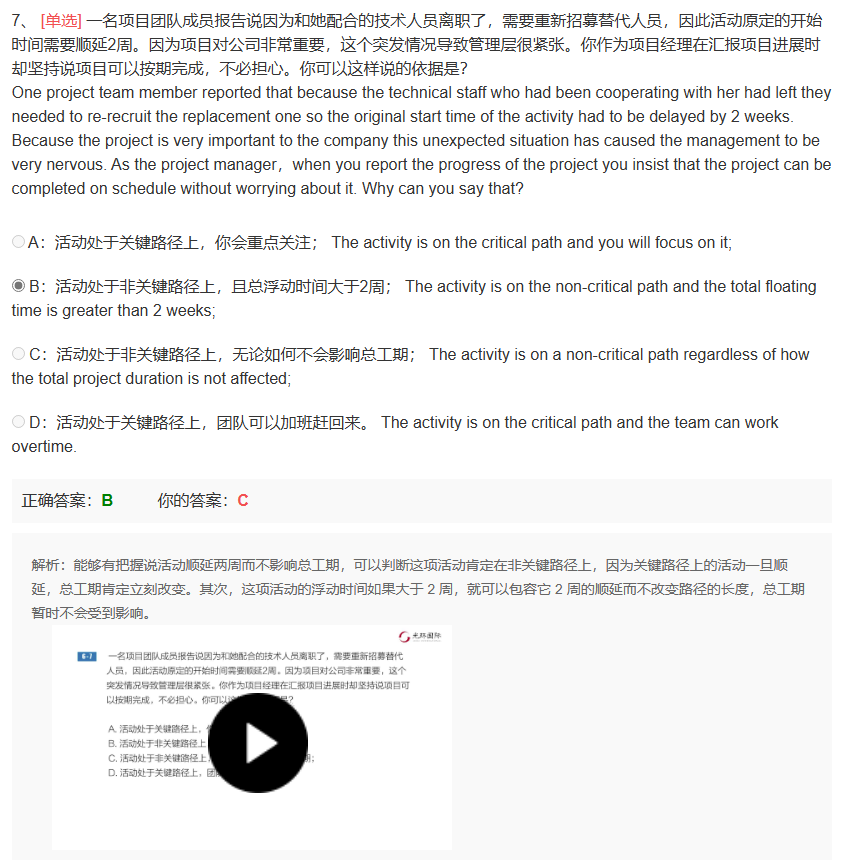 7、 [单选] 一名项目团队成员报告说因为和她配合的技术人员离职了，需要重新招募替代人员，因此活动原定的开始
时间需要顺延2周。因为项目对公司非常重要，这个突发情况导致管理层很紧张。你作为项目经理在汇报项目进展时
却坚持说项目可以按期完成，不必担心。你可以这样说的依据是？
One project team member reported that because the technical staff who had been cooperating with her had left they
needed to re-recruit the replacement one so the original start time of the activity had to be delayed by 2 weeks.
Because the project is very important to the company this unexpected situation has caused the management to be
very nervous. As the project manager，when you report the progress of the project you insist that the project can be
completed on schedule without worrying about it. Why can you say that?
A：活动处于关键路径上，你会重点关注； The activity is on the critical path and you will focus on it;
B：活动处于非关键路径上，且总浮动时间大于2周； The activity is on the non-critical path and the total floating
time is greater than 2 weeks;
C：活动处于非关键路径上，无论如何不会影响总工期； The activity is on a non-critical path regardless of how
the total project duration is not affected;
D：活动处于关键路径上，团队可以加班赶回来。 The activity is on the critical path and the team can work
overtime.
正确答案：B 你的答案：C
解析：能够有把握说活动顺延两周而不影响总工期，可以判断这项活动肯定在非关键路径上，因为关键路径上的活动一旦顺
延，总工期肯定立刻改变。其次，这项活动的浮动时间如果大于 2 周，就可以包容它 2 周的顺延而不改变路径的长度，总工期
暂时不会受到影响。
光环国际
6-7 一名项目团队成员报告说因为和她配合的技术人员离职了，需要重新招募替代
人员，因此活动原定的开始时间需要顺延2周。因为项目对公司非常重要，这个
突发情况导致管理层很紧张。你作为项目经理在汇报项目进展时却坚持说项目可
以按期完成，不必担心。你可以 是？
A. 活动处于关键路径上，
B. 活动处于非关键路径上
C. 活动处于非关键路径上 期；
D. 活动处于关键路径上，团